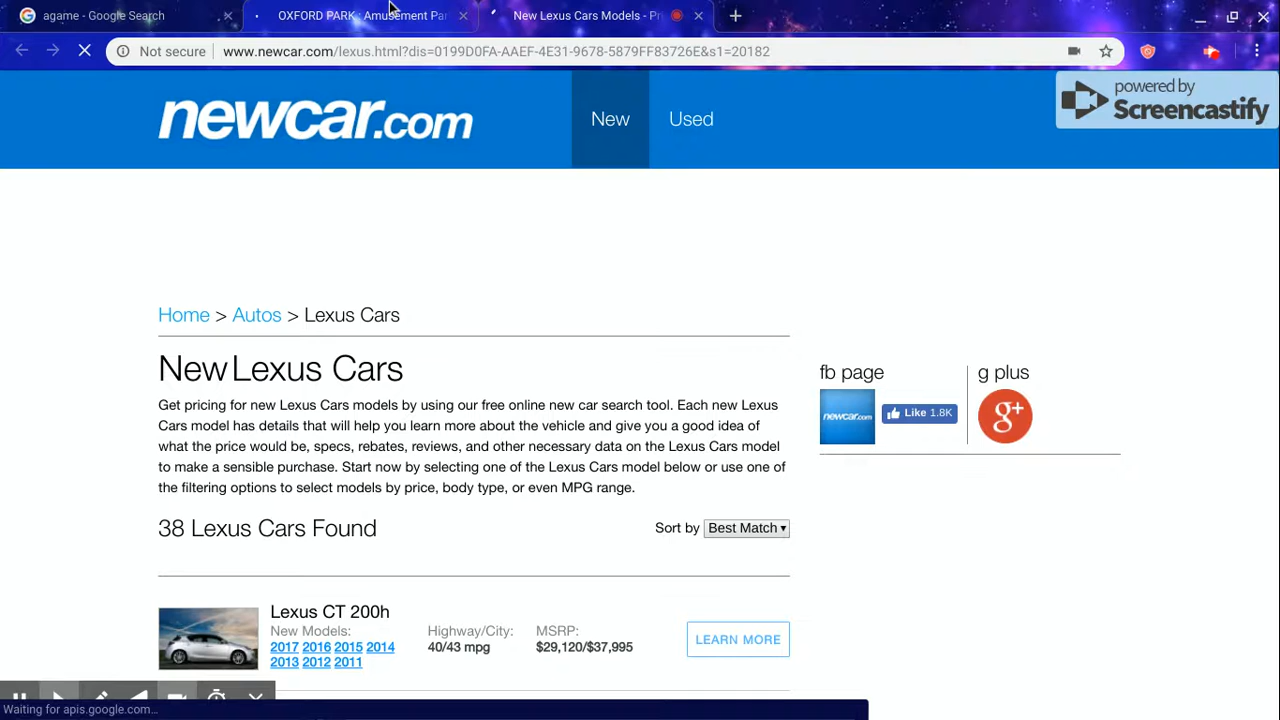 agame - Google Search
OXFORD PARK : Amusement Par
New Lexus Cars Models - Pri
Not secure
www.newcar.com/lexus.html?dis=0199D0FA-AAEF-4E31-9678-5879FF83726E&s1=20182
powered by
Screencastify
newcar.com
New
Used
Home > Autos > Lexus Cars
New Lexus Cars
Get pricing for new Lexus Cars models by using our free online new car search tool. Each new Lexus
Cars model has details that will help you learn more about the vehicle and give you a good idea of
what the price would be, specs, rebates, reviews, and other necessary data on the Lexus Cars model
to make a sensible purchase. Start now by selecting one of the Lexus Cars model below or use one of
the filtering options to select models by price, body type, or even MPG range.
fb page
newcar.com
Like 1.8K
g plus
g+
38 Lexus Cars Found
Sort by Best Match
Lexus CT 200h
New Models:
2017 2016 2015 2014
2013 2012 2011
Highway/City:
40/43 mpg
MSRP:
$29,120/$37,995
LEARN MORE
Waiting for apis.google.com...